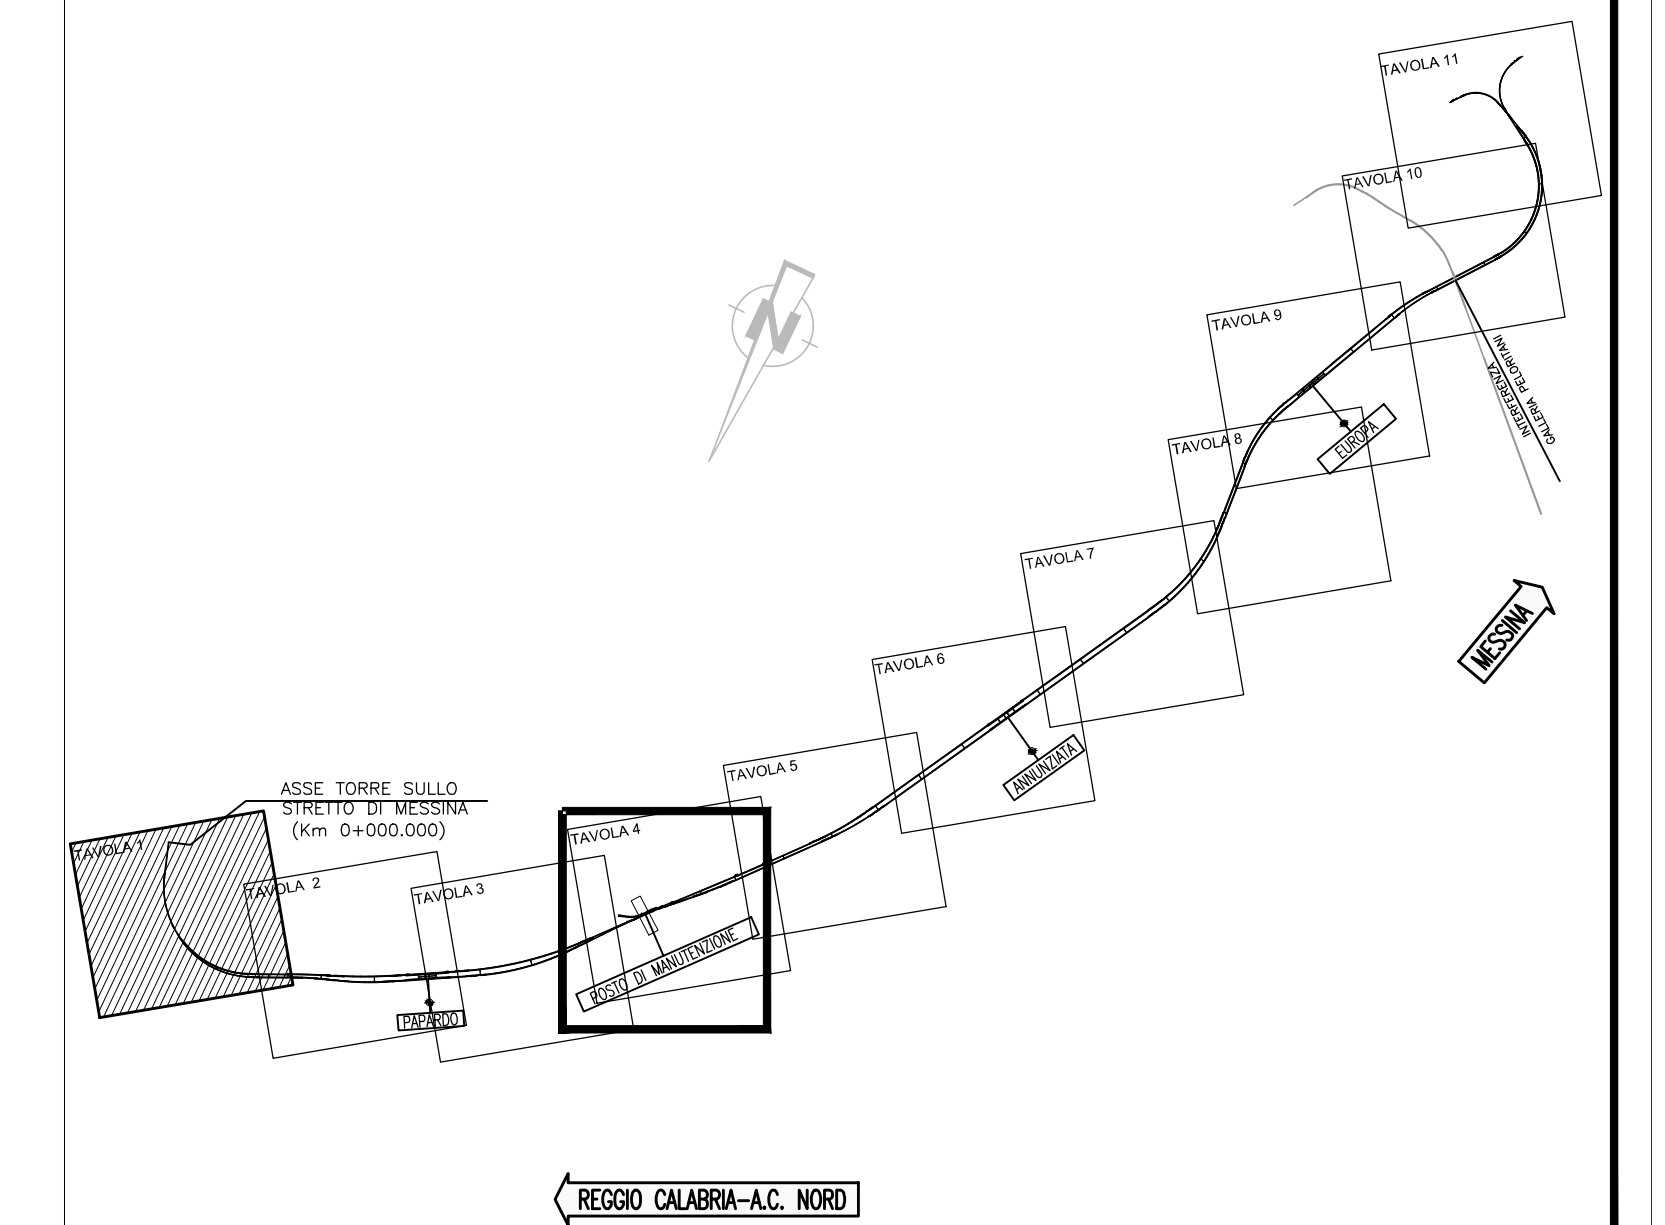 TAVOLA 11
TAVOLA 10
TAVOLA 9
INTERFERENZA
GALLERIA PELORITANI
N
EUROPA
TAVOLA 8
TAVOLA 7
MESSINA
TAVOLA 6
ANNUNZIATA
TAVOLA 5
ASSE TORRE SULLO
STRETTO DI MESSINA
(Km 0+000.000)
TAVOLA 4
TAVOLA 1
TAVOLA 2
TAVOLA 3
POSTO DI MANUTENZIONE
PAPARDO
REGGIO CALABRIA-A.C. NORD